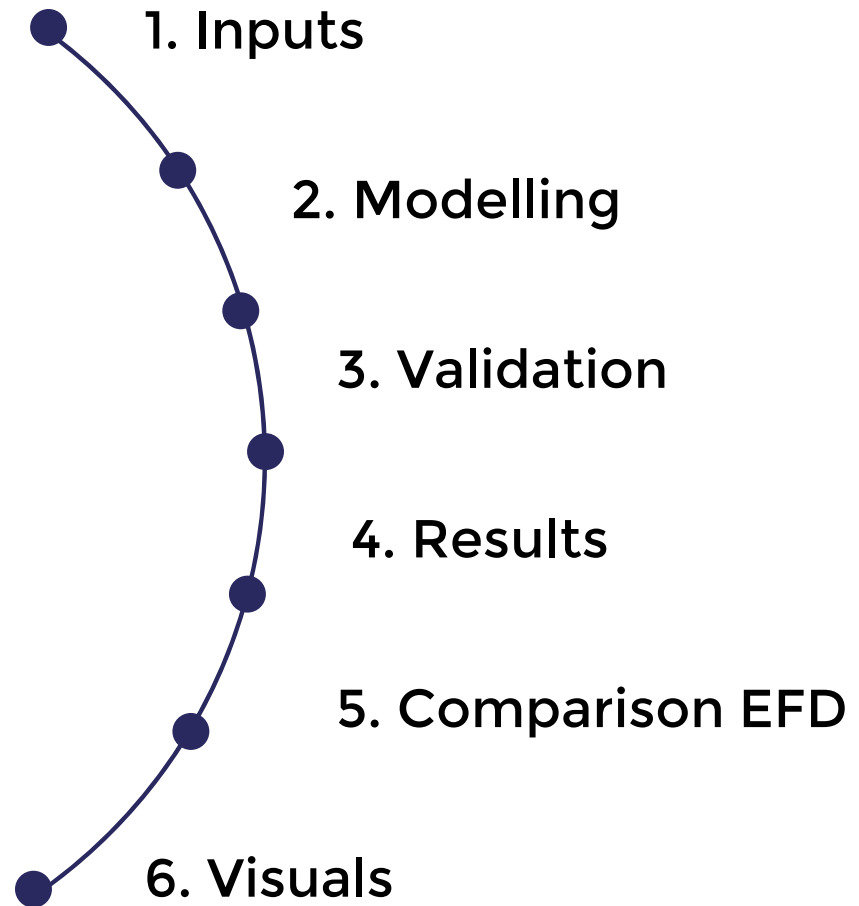 1. Inputs
2. Modelling
3. Validation
4. Results
5. Comparison EFD
6. Visuals